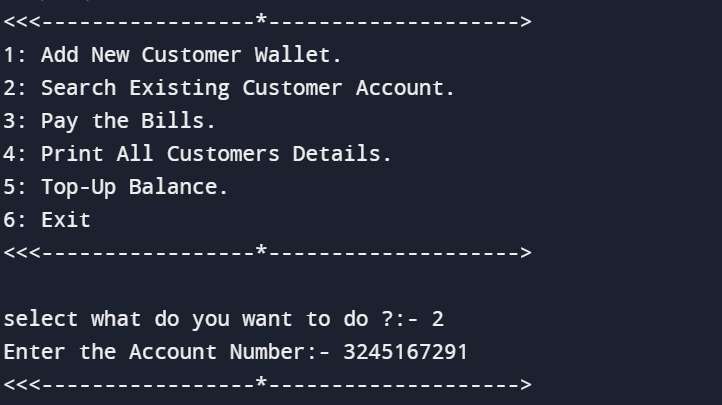 <<<-----------------*-------------------->
1: Add New Customer Wallet.
2: Search Existing Customer Account.
3: Pay the Bills.
4: Print All Customers Details.
5: Top-Up Balance.
6: Exit
<<<-----------------*-------------------->
select what do you want to do ?:- 2
Enter the Account Number:- 3245167291
<<<-----------------*-------------------->